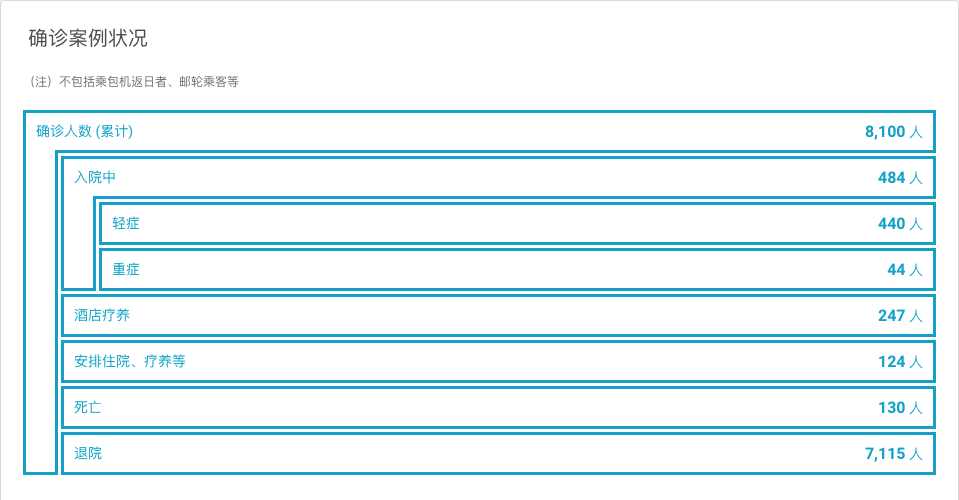 确诊案例状况
（注）不包括乘包机返日者、邮轮乘客等
确诊人数 (累计) 8,100 人
入院中 484 人
轻症 440 人
重症 44 人
酒店疗养 247 人
安排住院、疗养等 124 人
死亡 130 人
退院 7,115 人